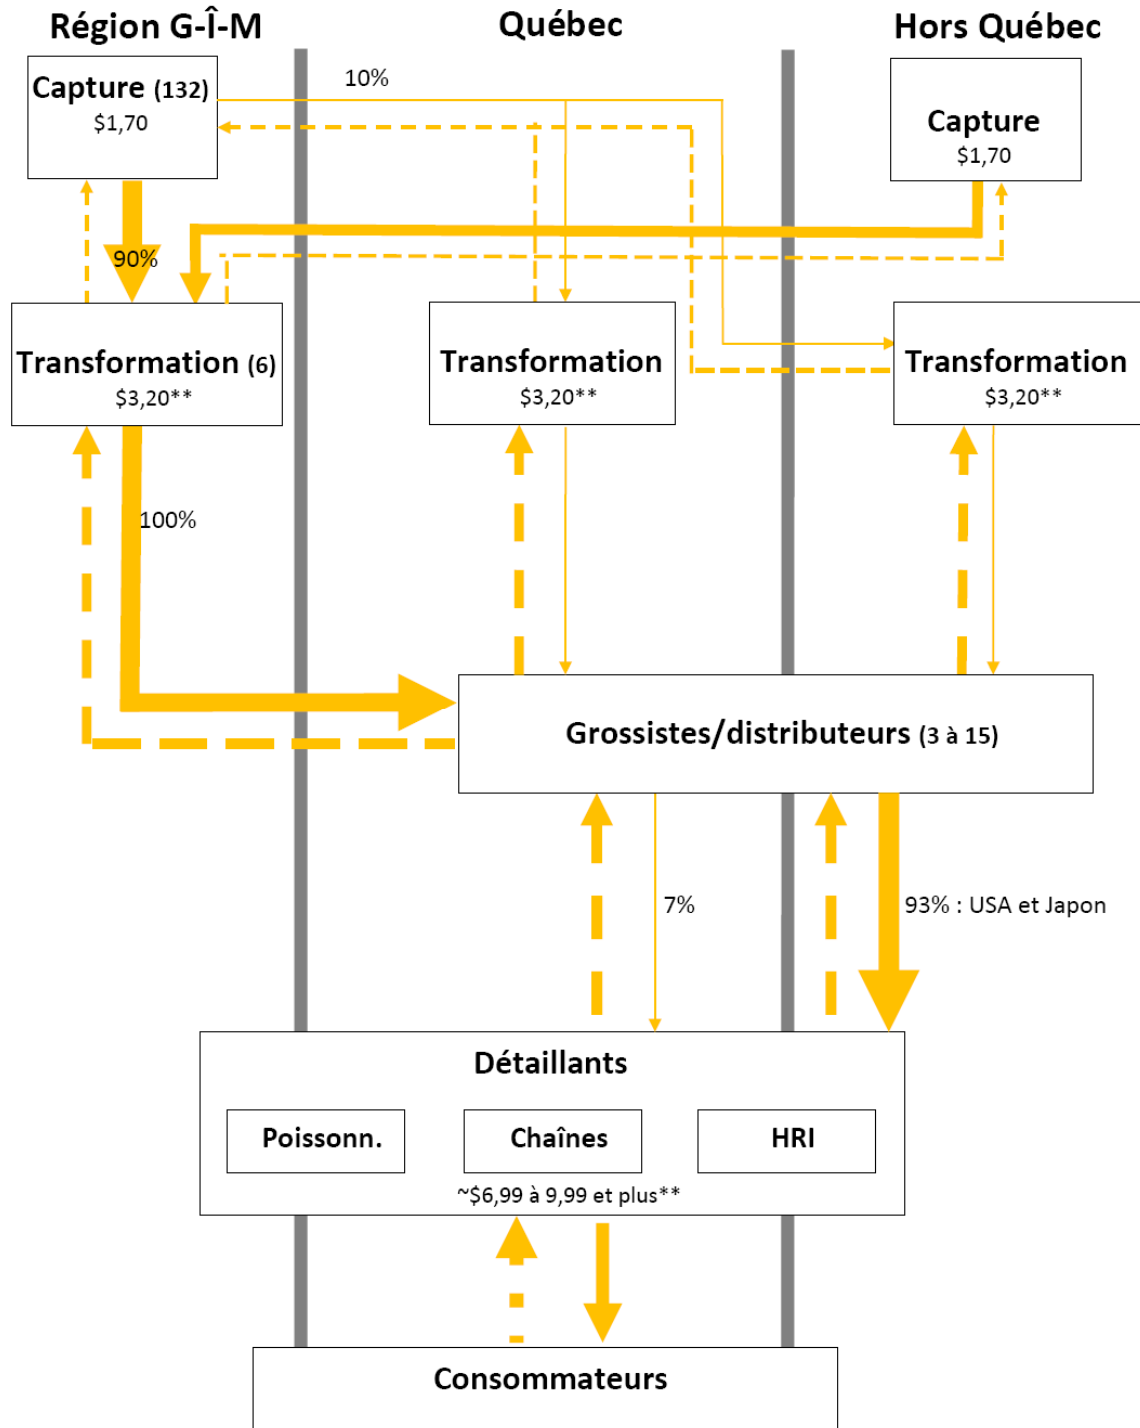 Région G-Î-M
Québec
Hors Québec
Capture (132)
$1,70
10%
Capture
$1,70
90%
Transformation (6)
$3,20**
Transformation
$3,20**
Transformation
$3,20**
100%
Grossistes/distributeurs (3 à 15)
7%
93% : USA et Japon
Détaillants
Poissonn.
Chaînes
HRI
~$6,99 à 9,99 et plus**
Consommateurs